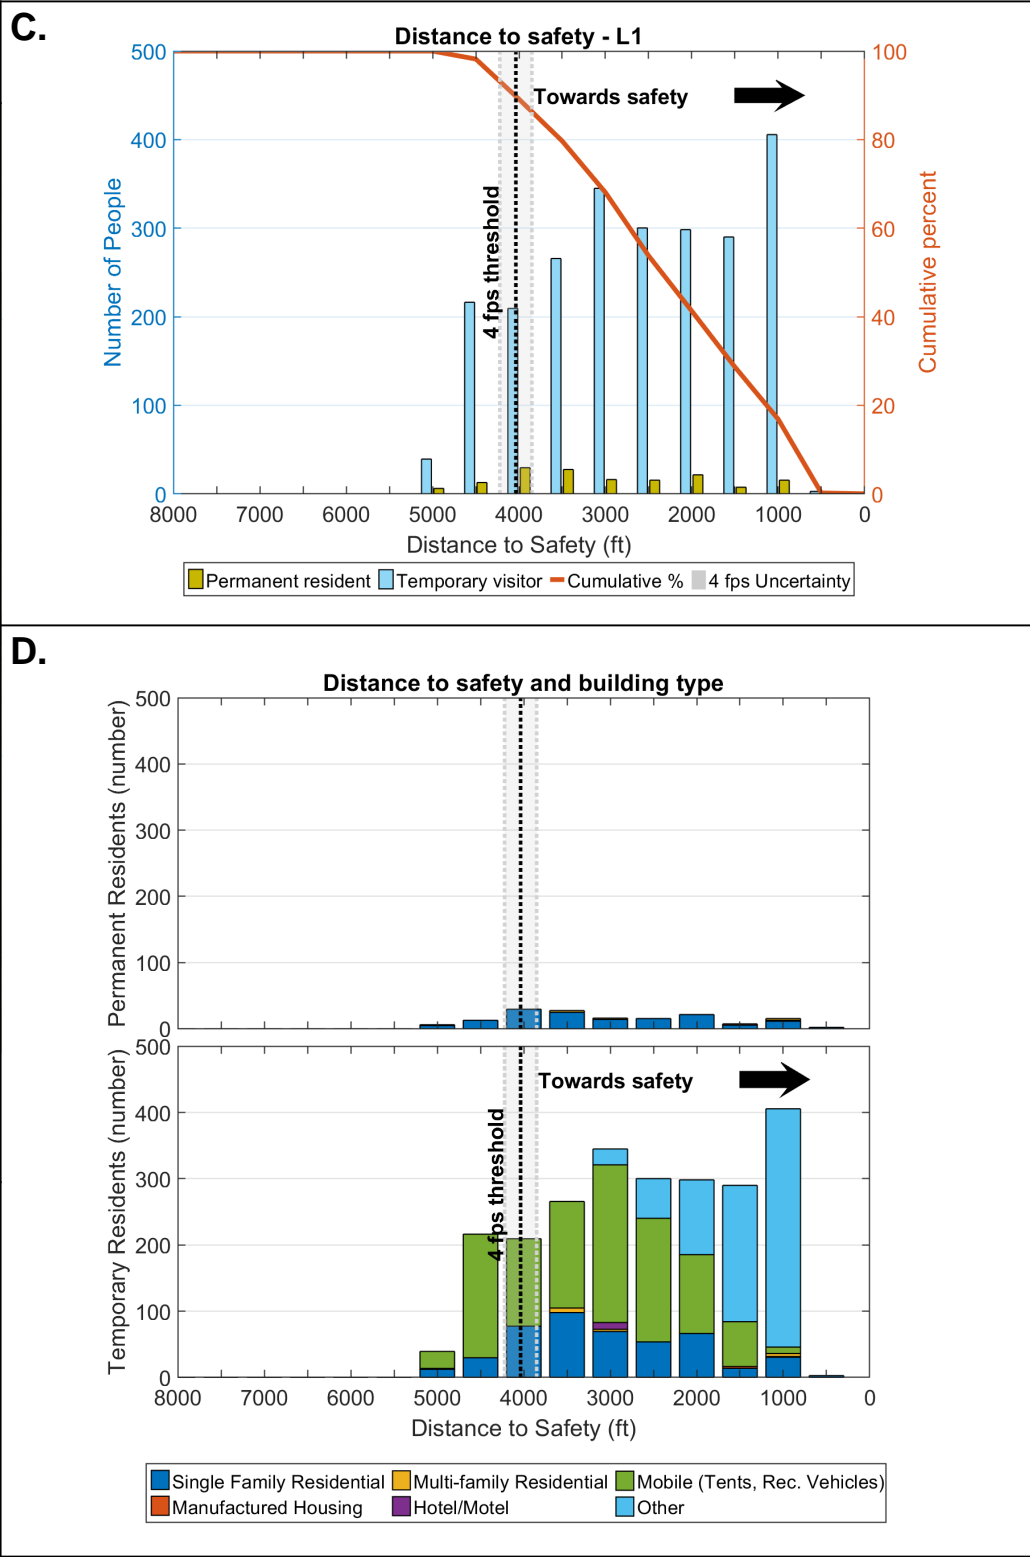 C.
Distance to safety - L1
500
400
300
200
100
0
Number of People
100
80
60
40
20
0
Cumulative percent
Towards safety
4 fps threshold
8000 7000 6000 5000 4000 3000 2000 1000 0
Distance to Safety (ft)
Permanent resident Temporary visitor Cumulative % 4 fps Uncertainty
D.
Distance to safety and building type
500
400
300
200
100
0
Permanent Residents (number)
500
400
300
200
100
0
Temporary Residents (number)
Towards safety
4 fps threshold
8000 7000 6000 5000 4000 3000 2000 1000 0
Distance to Safety (ft)
Single Family Residential Multi-family Residential Mobile (Tents, Rec. Vehicles)
Manufactured Housing Hotel/Motel Other